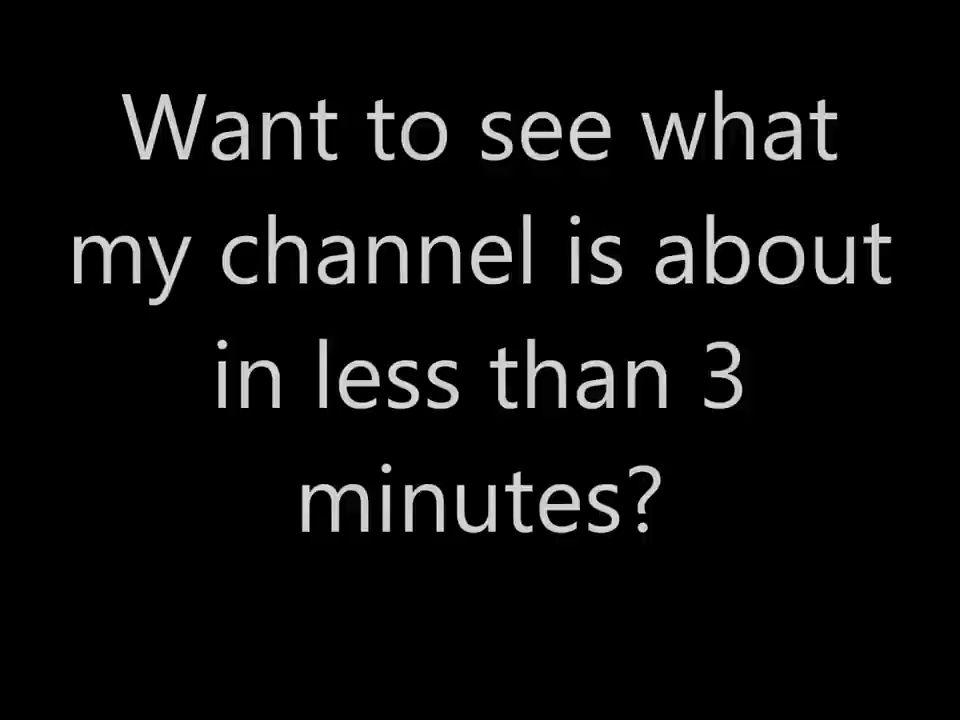 Want to see what
my channel is about
in less than 3
minutes?